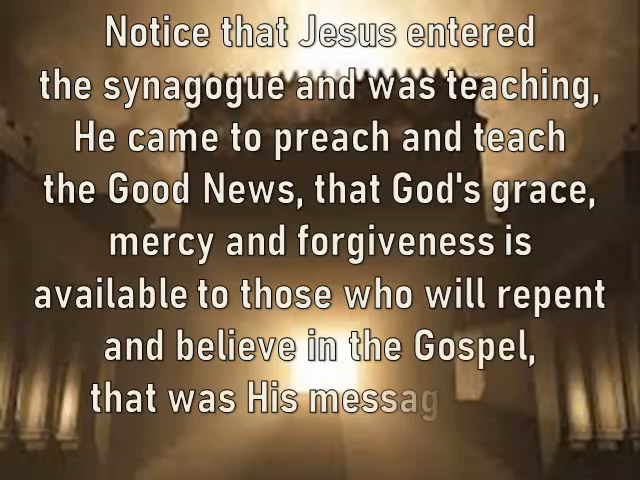 Notice that Jesus entered
the synagogue and was teaching,
He came to preach and teach
the Good News, that God's grace,
mercy and forgiveness is
available to those who will repent
and believe in the Gospel,
that was His messag